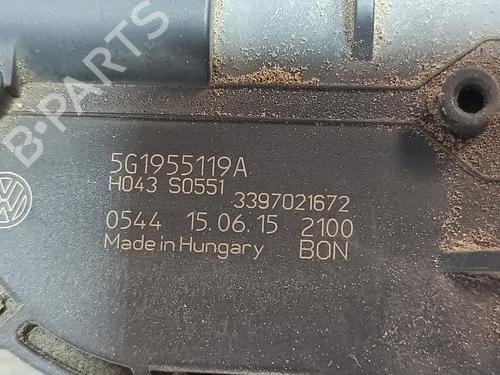 B-PARTS
5G1955119A
H043 S0551
3397021672
0544 15.06.15 2100
Made in Hungary BON